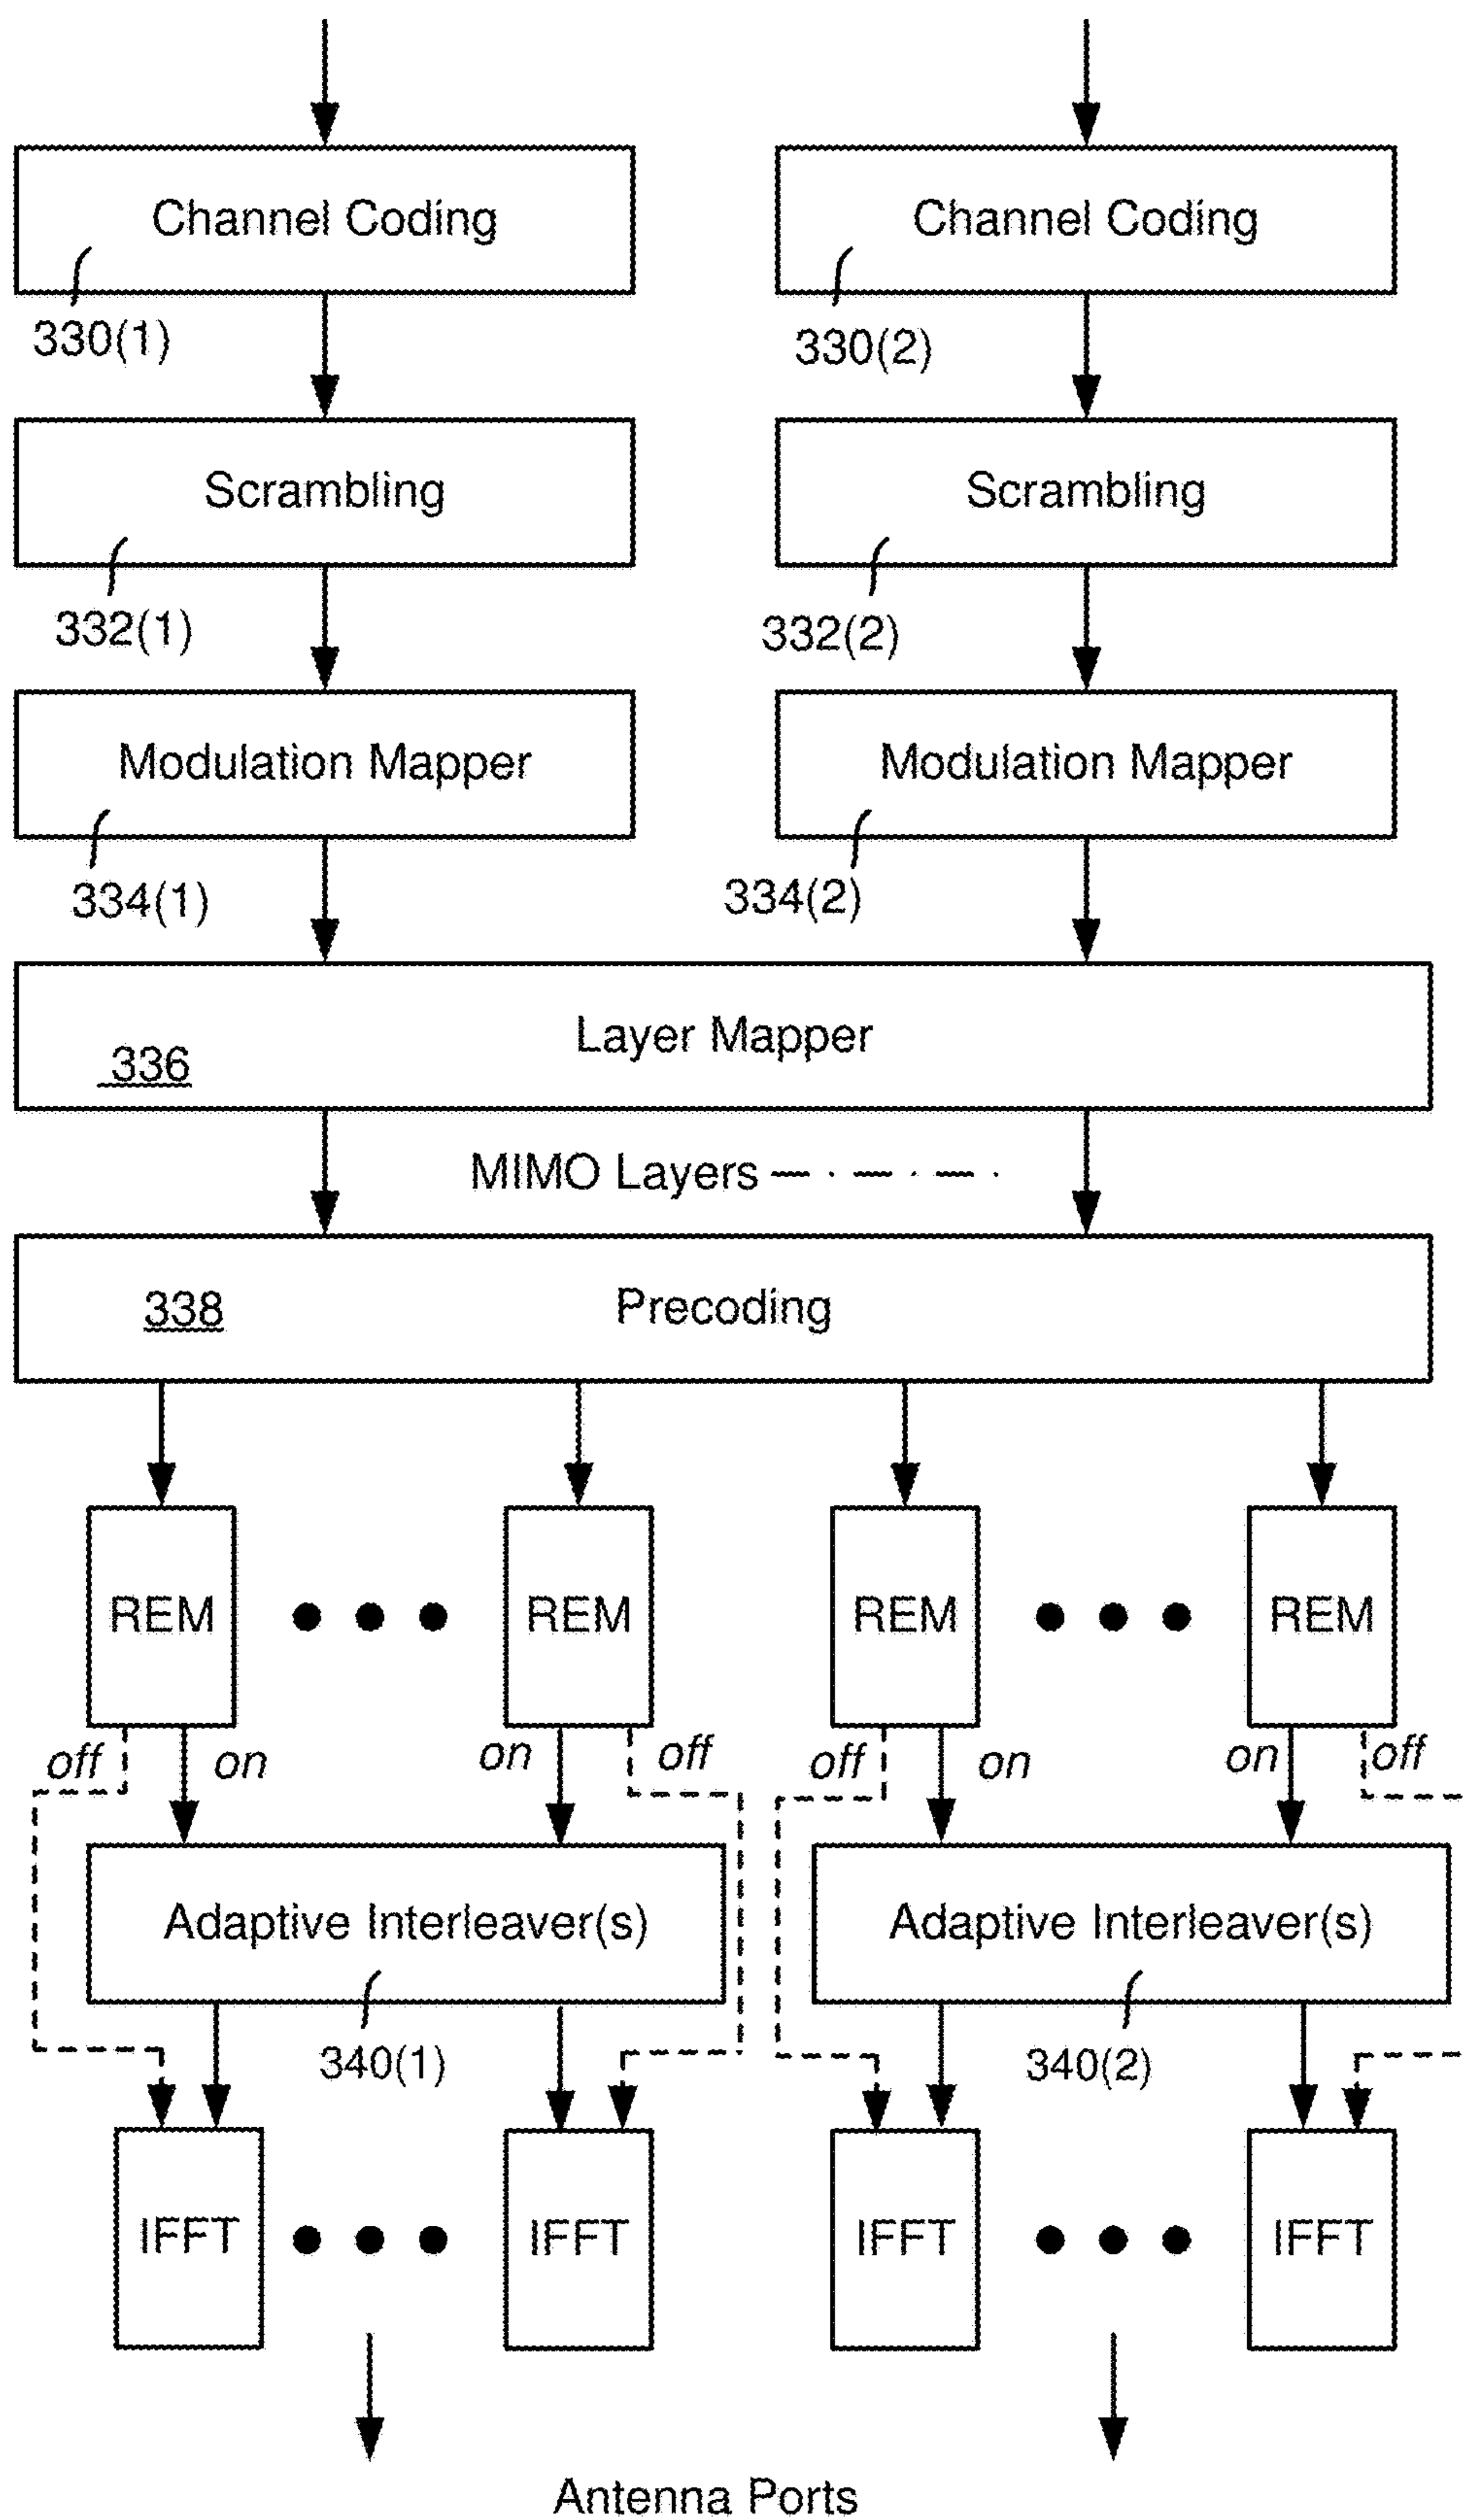 Channel Coding Channel Coding
330(1) 330(2)
Scrambling Scrambling
332(1) 332(2)
Modulation Mapper Modulation Mapper
334(1) 334(2)
Layer Mapper
336
MIMO Layers
338 Precoding
REM REM REM REM
off on on off off on on off
Adaptive Interleaver(s) Adaptive Interleaver(s)
340(1) 340(2)
IFFT IFFT IFFT IFFT
Antenna Ports